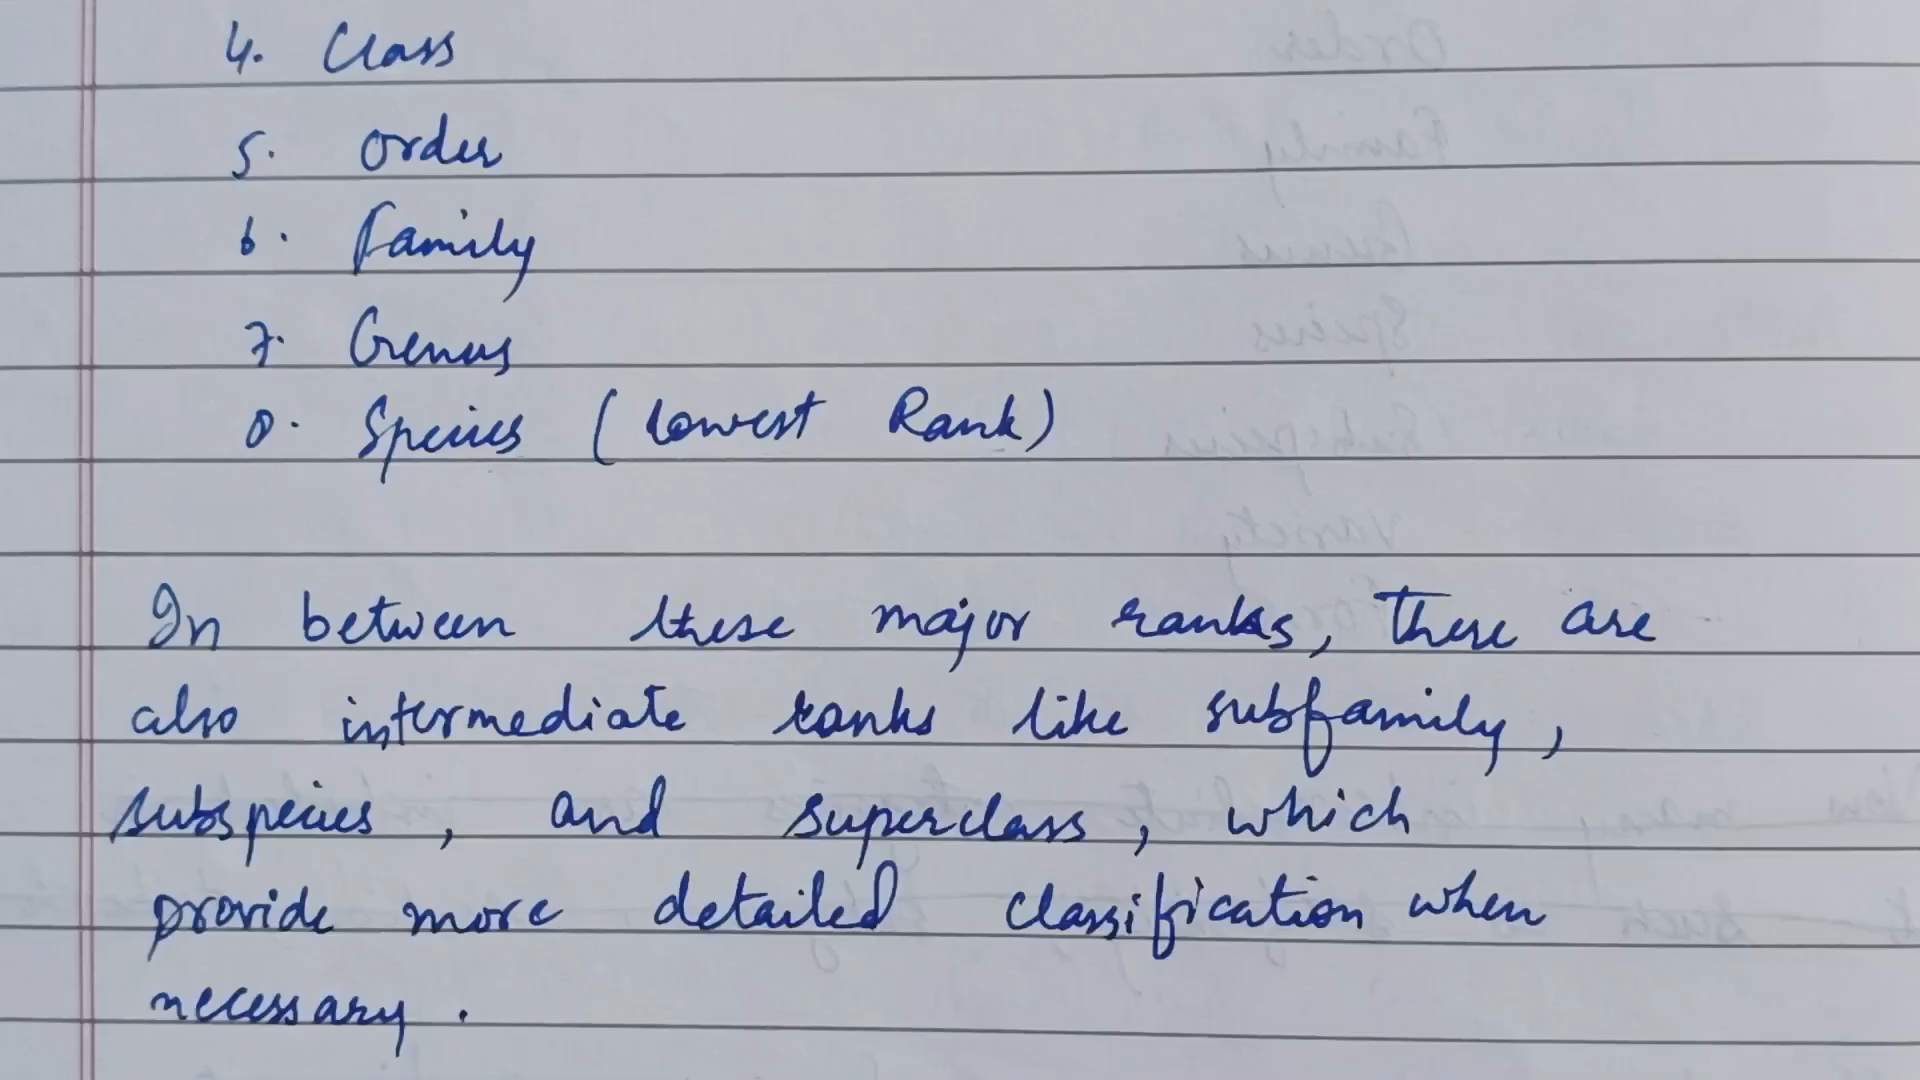 4. Class
5. Order
6. Family
7. Genus
8. Species (Lowest Rank)
In between these major ranks, there are
also intermediate ranks like subfamily,
subspecies, and superclass, which
provide more detailed classification when
necessary.